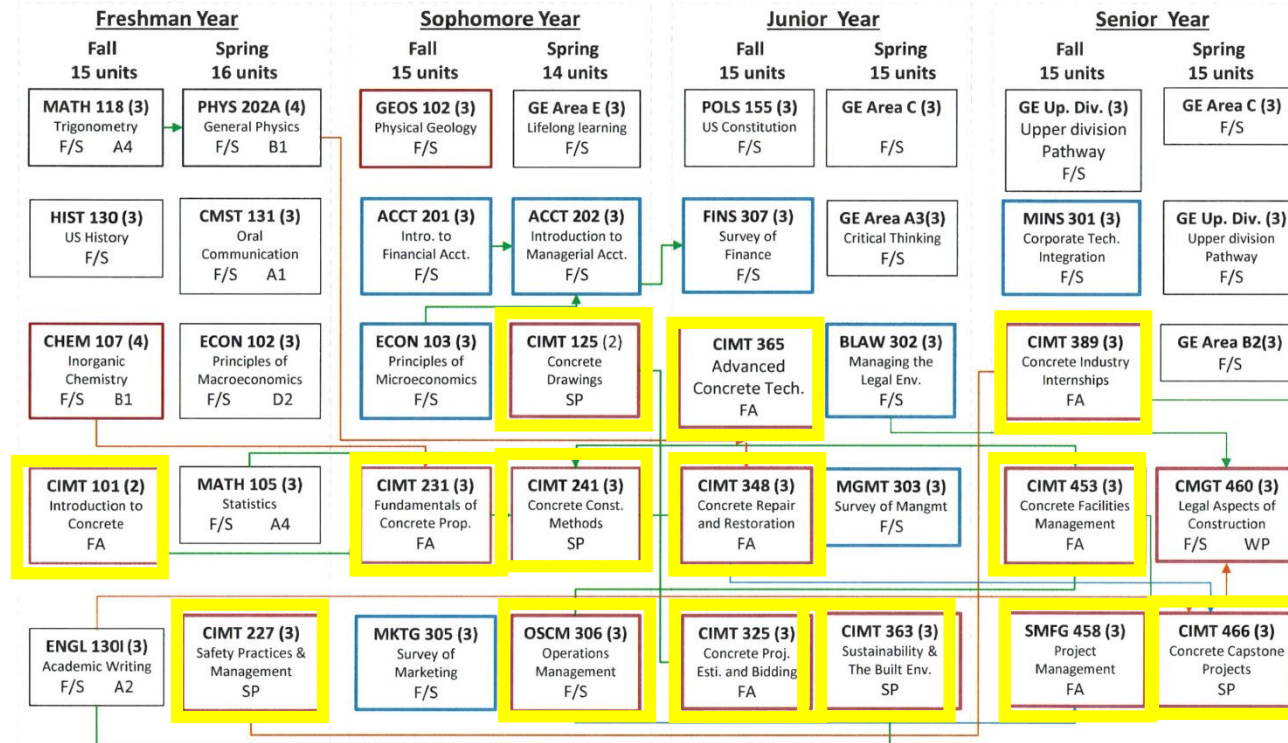 Freshman Year
Sophomore Year
Junior Year
Senior Year
Fall
Spring
Fall
Spring
Fall
Spring
Fall
Spring
15 units
16 units
15 units
14 units
15 units
15 units
15 units
15 units
MATH 118 (3)
Trigonometry
F/S A4
PHYS 202A (4)
General Physics
F/S B1
GEOS 102 (3)
Physical Geology
F/S
GE Area E (3)
Lifelong learning
F/S
POLS 155 (3)
US Constitution
F/S
GE Area C (3)
F/S
GE Up. Div. (3)
Upper division
Pathway
F/S
GE Area C (3)
F/S
HIST 130 (3)
US History
F/S
CMST 131 (3)
Oral
Communication
F/S A1
ACCT 201 (3)
Intro. to
Financial Acct.
F/S
ACCT 202 (3)
Introduction to
Managerial Acct.
F/S
FINS 307 (3)
Survey of
Finance
F/S
GE Area A3(3)
Critical Thinking
F/S
MINS 301 (3)
Corporate Tech.
Integration
F/S
GE Up. Div. (3)
Upper division
Pathway
F/S
CHEM 107 (4)
Inorganic
Chemistry
F/S B1
ECON 102 (3)
Principles of
Macroeconomics
F/S D2
ECON 103 (3)
Principles of
Microeconomics
F/S
CIMT 125 (2)
Concrete
Drawings
SP
CIMT 365
Advanced
Concrete Tech.
FA
BLAW 302 (3)
Managing the
Legal Env.
F/S
CIMT 389 (3)
Concrete Industry
Internships
FA
GE Area B2(3)
F/S
CIMT 101 (2)
Introduction to
Concrete
FA
MATH 105 (3)
Statistics
F/S A4
CIMT 231 (3)
Fundamentals of
Concrete Prop.
FA
CIMT 241 (3)
Concrete Const.
Methods
SP
CIMT 348 (3)
Concrete Repair
and Restoration
FA
MGMT 303 (3)
Survey of Mangmt
F/S
CIMT 453 (3)
Concrete Facilities
Management
FA
CMGT 460 (3)
Legal Aspects of
Construction
F/S WP
ENGL 130I (3)
Academic Writing
F/S A2
CIMT 227 (3)
Safety Practices &
Management
SP
MKTG 305 (3)
Survey of
Marketing
F/S
OSCM 306 (3)
Operations
Management
F/S
CIMT 325 (3)
Concrete Proj.
Esti. and Bidding
FA
CIMT 363 (3)
Sustainability &
The Built Env.
SP
SMFG 458 (3)
Project
Management
FA
CIMT 466 (3)
Concrete Capstone
Projects
SP